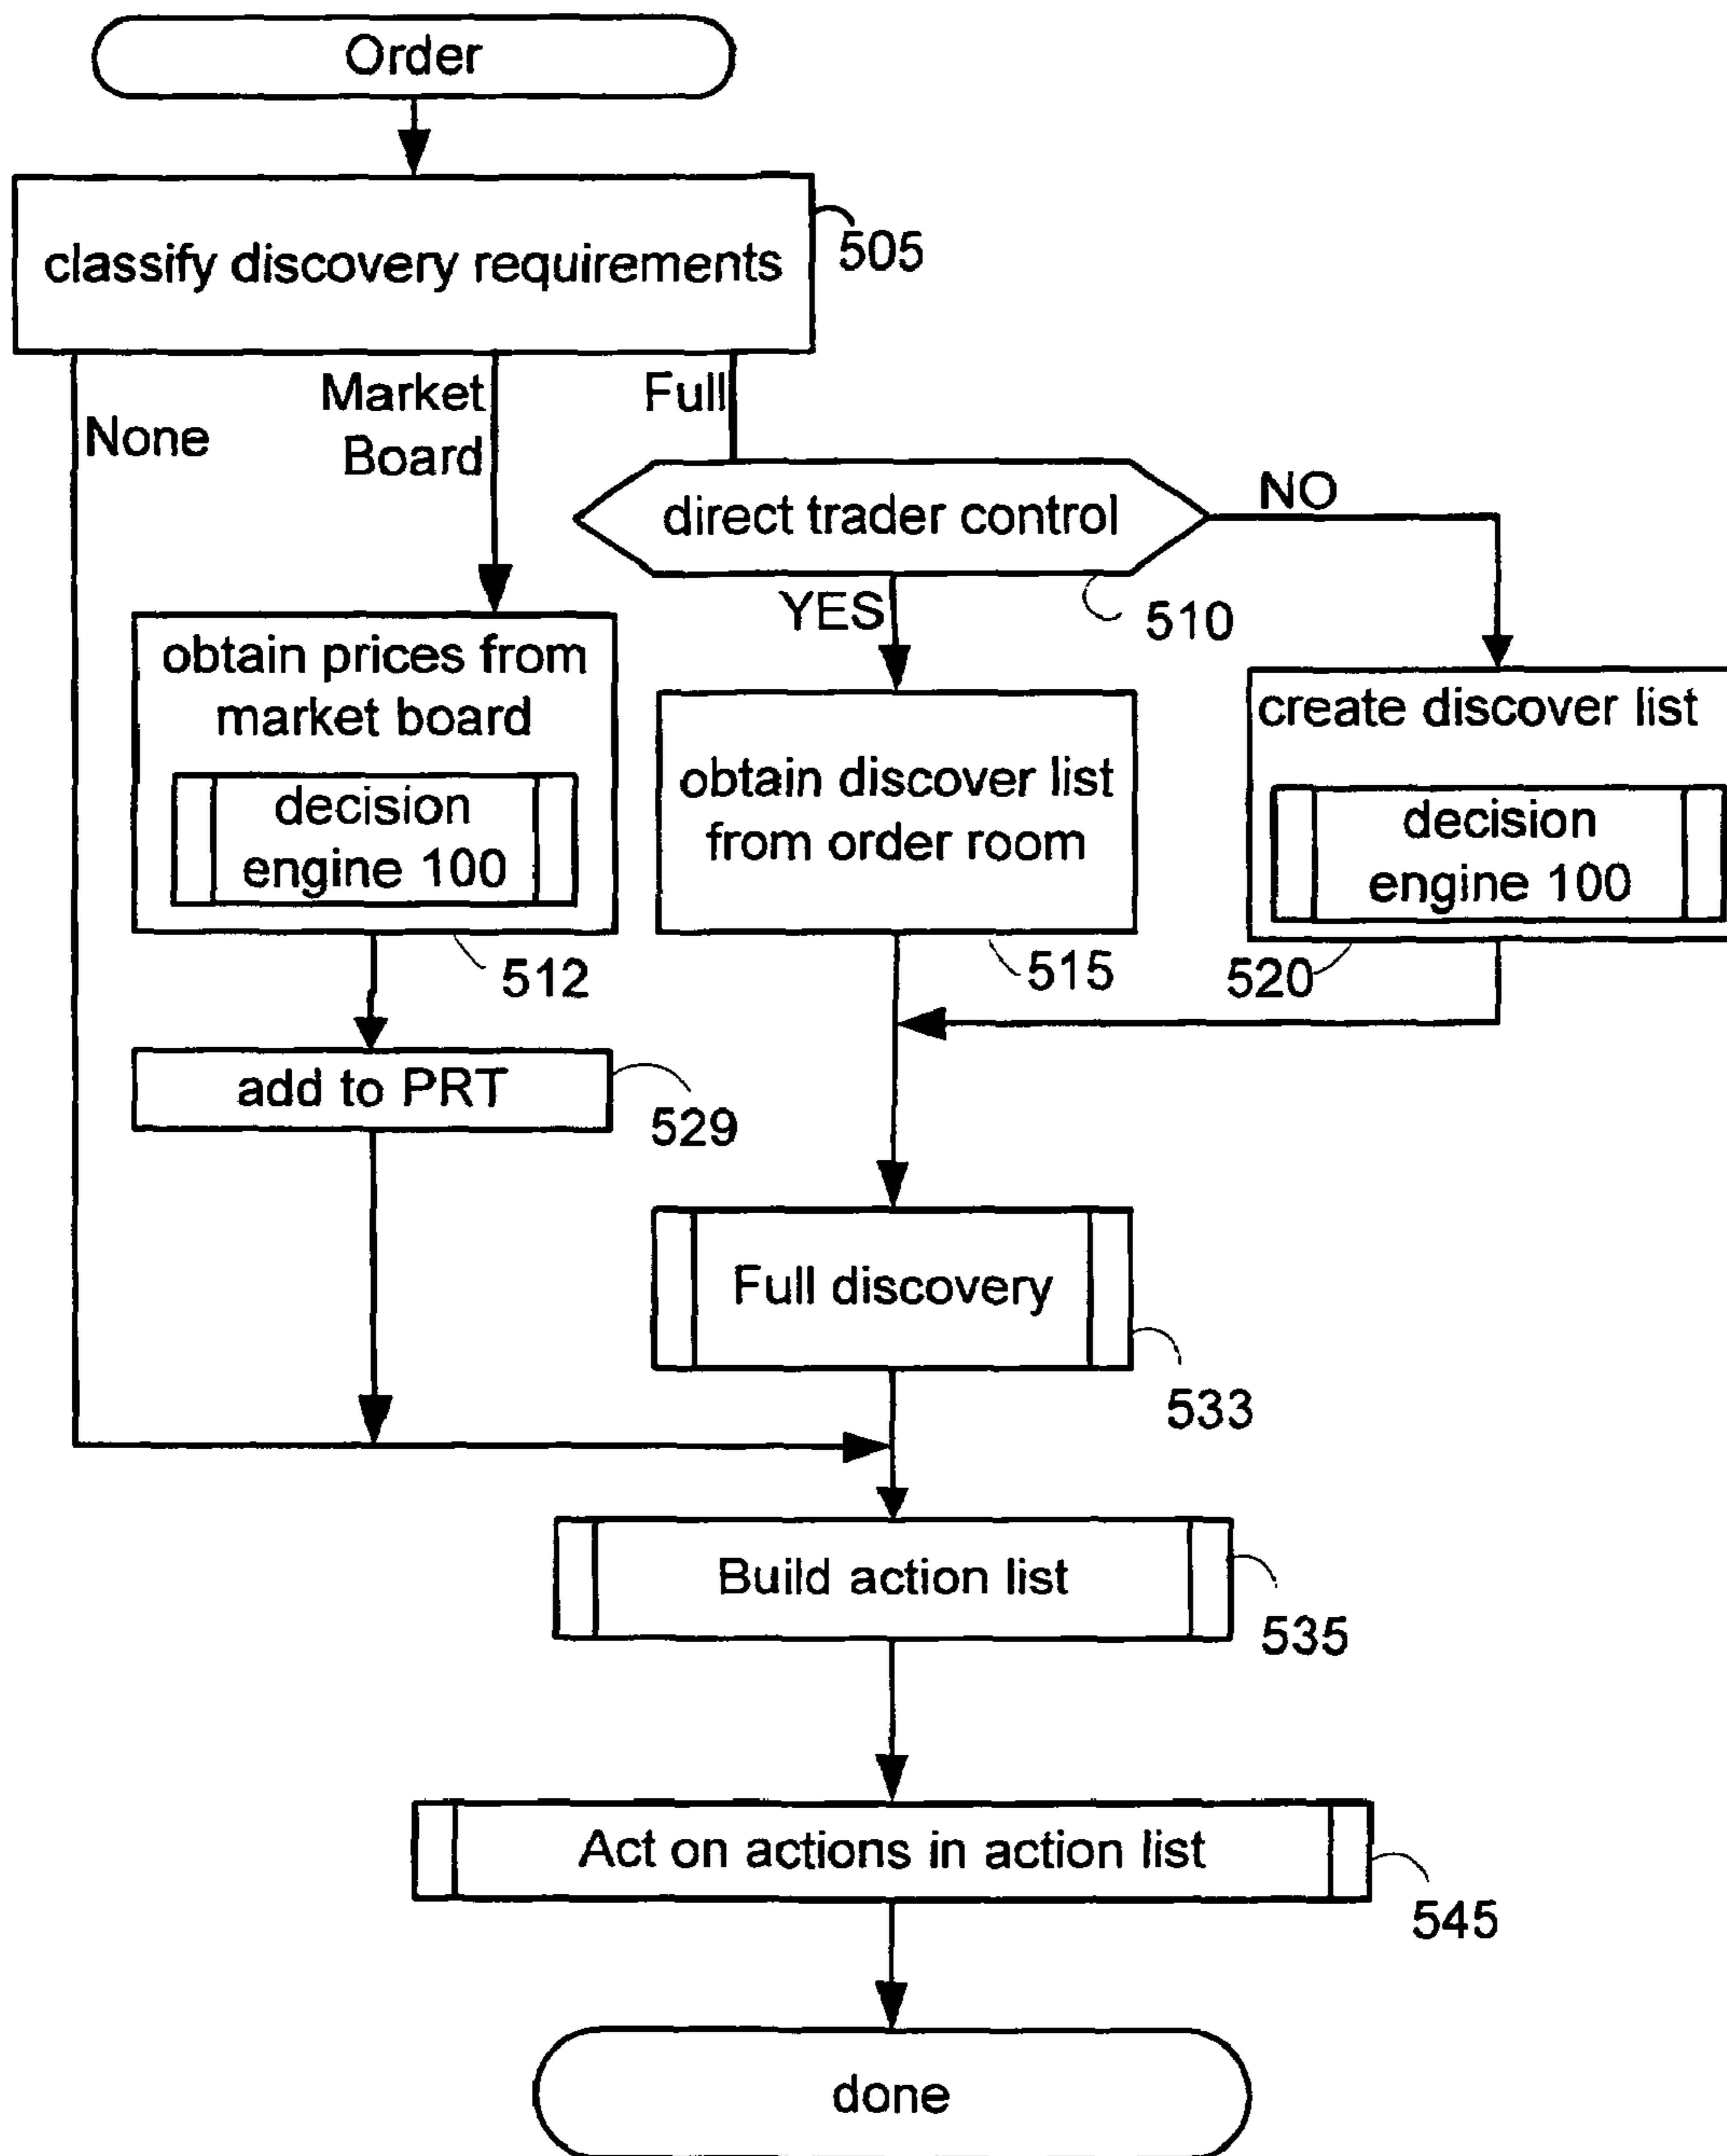 Order
classify discovery requirements
505
None
Market
Board
Full
direct trader control
NO
YES
510
obtain prices from
market board
decision
engine 100
512
obtain discover list
from order room
515
create discover list
decision
engine 100
520
add to PRT
529
Full discovery
533
Build action list
535
Act on actions in action list
545
done